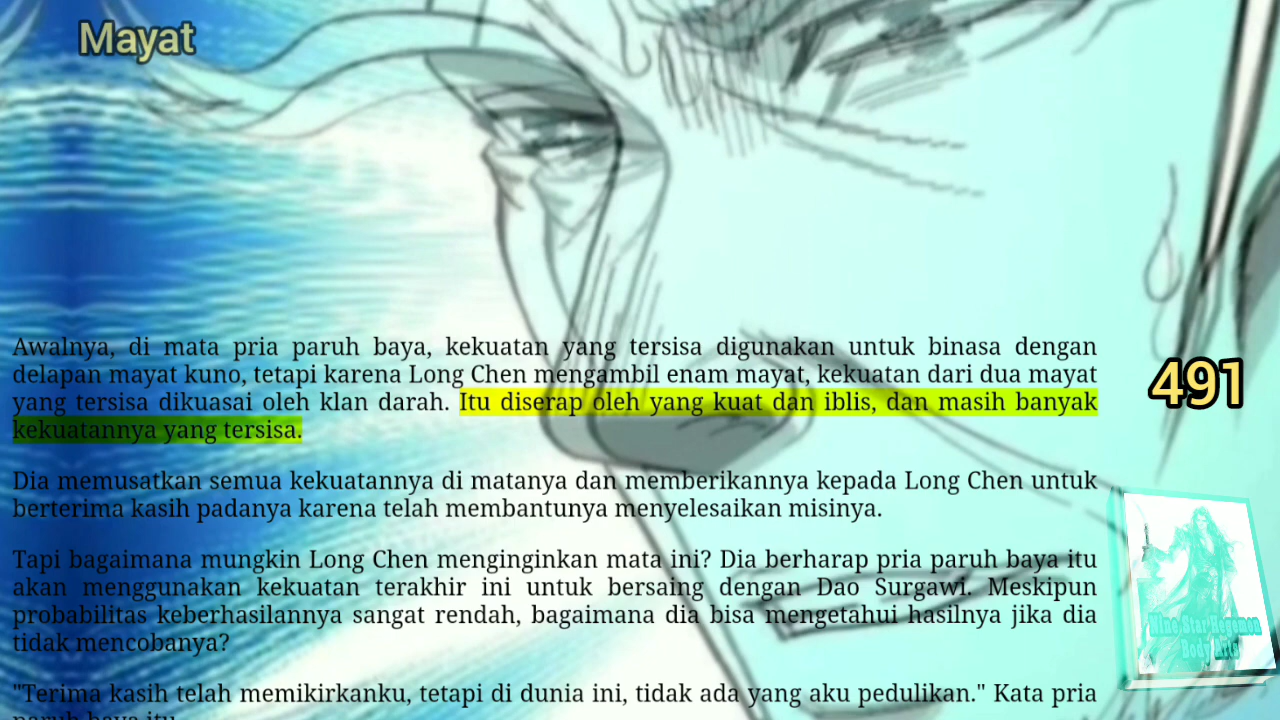 Mayat
Awalnya, di mata pria paruh baya, kekuatan yang tersisa digunakan untuk binasa dengan
delapan mayat kuno, tetapi karena Long Chen mengambil enam mayat, kekuatan dari dua mayat
yang tersisa dikuasai oleh klan darah. Itu diserap oleh yang kuat dan iblis, dan masih banyak
kekuatannya yang tersisa.
491
Dia memusatkan semua kekuatannya di matanya dan memberikannya kepada Long Chen untuk
berterima kasih padanya karena telah membantunya menyelesaikan misinya.
Tapi bagaimana mungkin Long Chen menginginkan mata ini? Dia berharap pria paruh baya itu
akan menggunakan kekuatan terakhir ini untuk bersaing dengan Dao Surgawi. Meskipun
probabilitas keberhasilannya sangat rendah, bagaimana dia bisa mengetahui hasilnya jika dia
tidak mencobanya?
Nine Star Hegemon
Body Arts
"Terima kasih telah memikirkanku, tetapi di dunia ini, tidak ada yang aku pedulikan." Kata pria
paruh baya itu